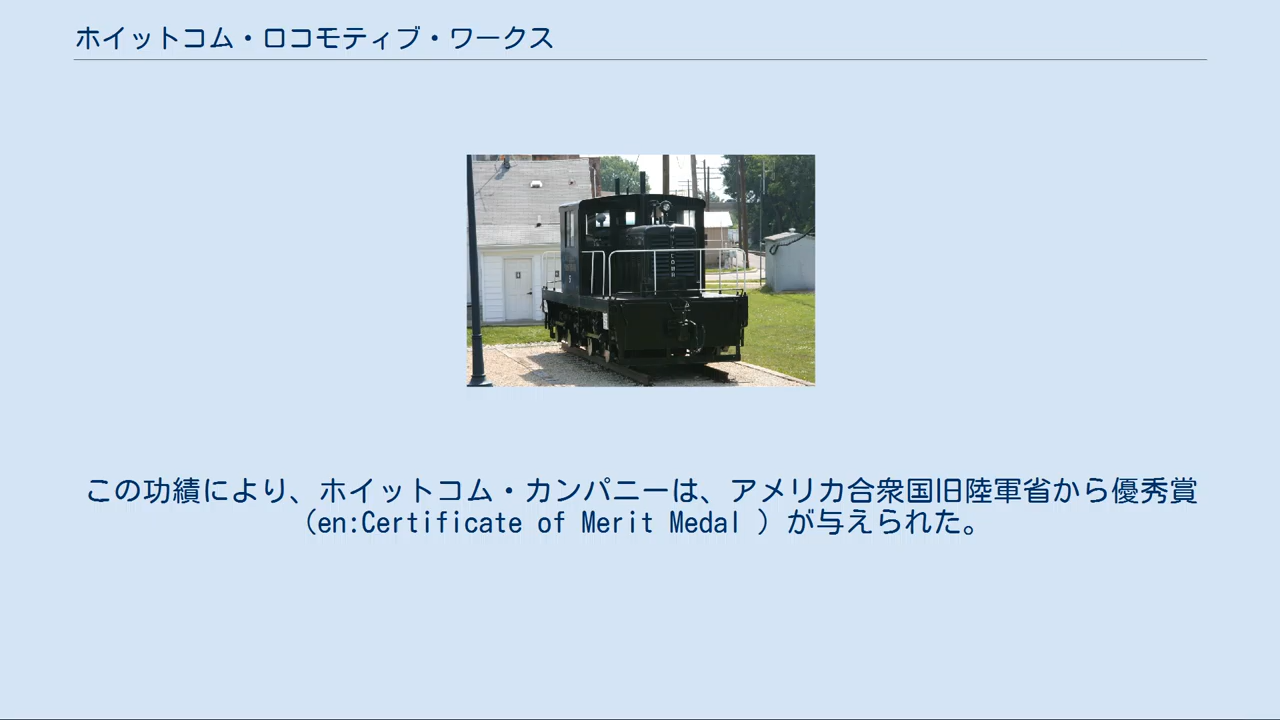 ホイットコム・ロコモティブ・ワークス
この功績により、ホイットコム・カンパニーは、アメリカ合衆国旧陸軍省から優秀賞
（en:Certificate of Merit Medal ）が与えられた。